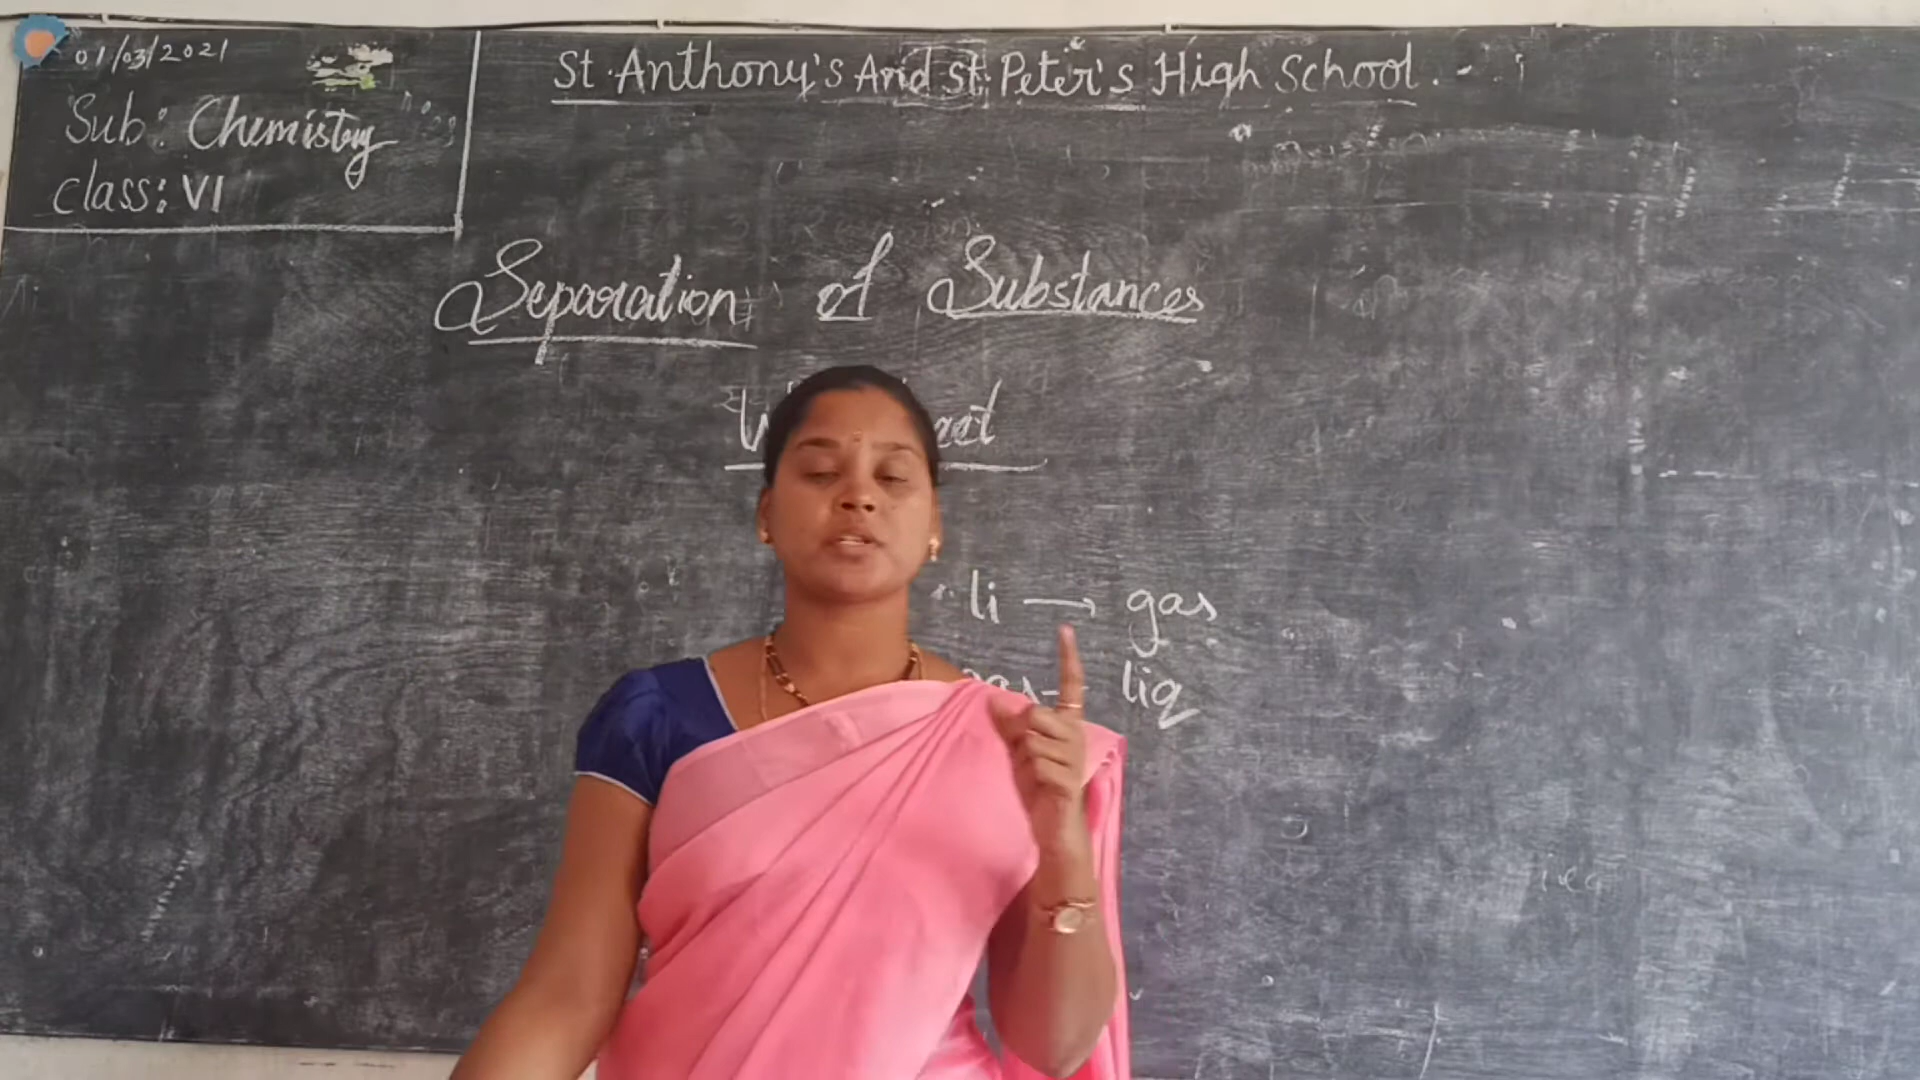 01/03/2021
Sub: Chemistry
Class: VI
St. Anthony's And St. Peter's High School.
Separation of Substances
li → gas
liq